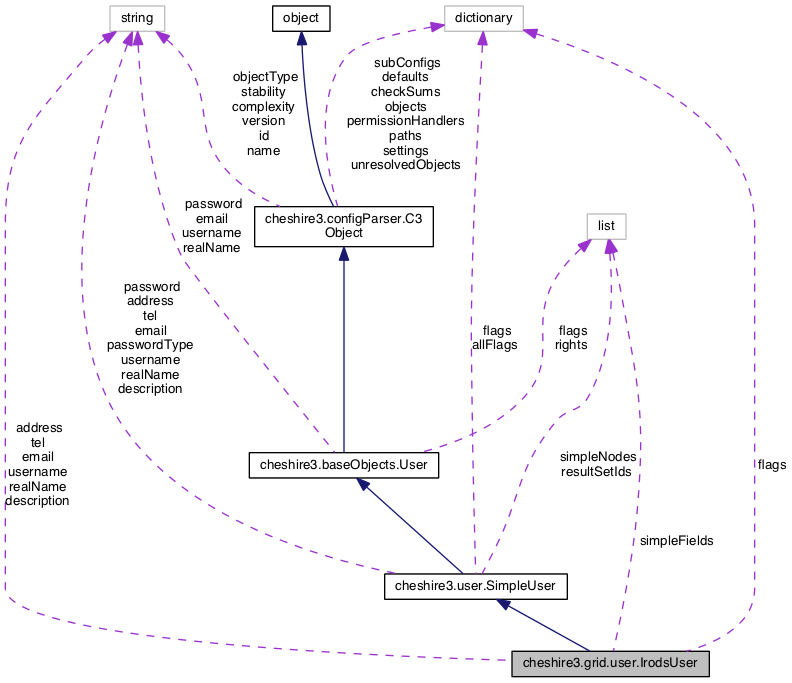 string
object
dictionary
objectType
stability
complexity
version
id
name
subConfigs
defaults
checkSums
objects
permissionHandlers
paths
settings
unresolvedObjects
password
email
username
realName
cheshire3.configParser.C3
Object
list
password
address
tel
email
passwordType
username
realName
description
flags
allFlags
flags
rights
address
tel
email
username
realName
description
cheshire3.baseObjects.User
simpleNodes
resultSetIds
flags
simpleFields
cheshire3.user.SimpleUser
cheshire3.grid.user.IrodsUser